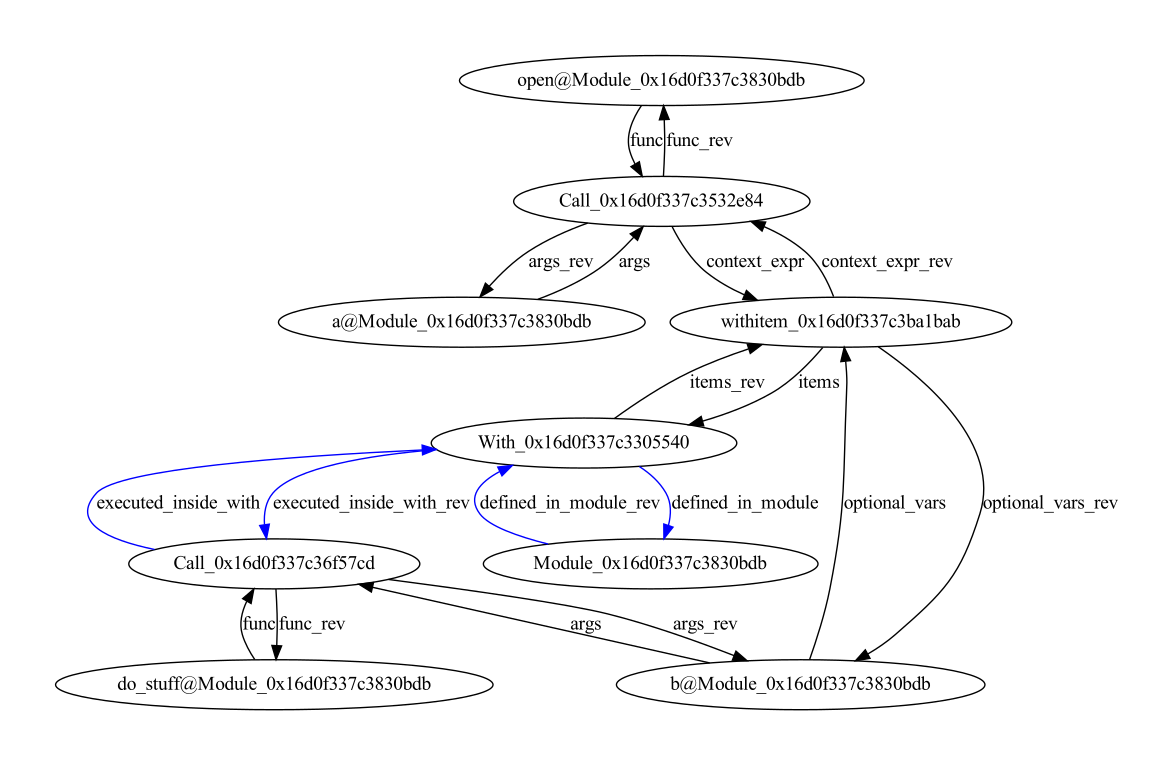 open@Module_0x16d0f337c3830bdb
func
func_rev
Call_0x16d0f337c3532e84
args_rev
args
context_expr
context_expr_rev
a@Module_0x16d0f337c3830bdb
withitem_0x16d0f337c3ba1bab
items_rev
items
With_0x16d0f337c3305540
executed_inside_with
executed_inside_with_rev
defined_in_module_rev
defined_in_module
optional_vars
optional_vars_rev
Call_0x16d0f337c36f57cd
Module_0x16d0f337c3830bdb
func
func_rev
args
args_rev
do_stuff@Module_0x16d0f337c3830bdb
b@Module_0x16d0f337c3830bdb